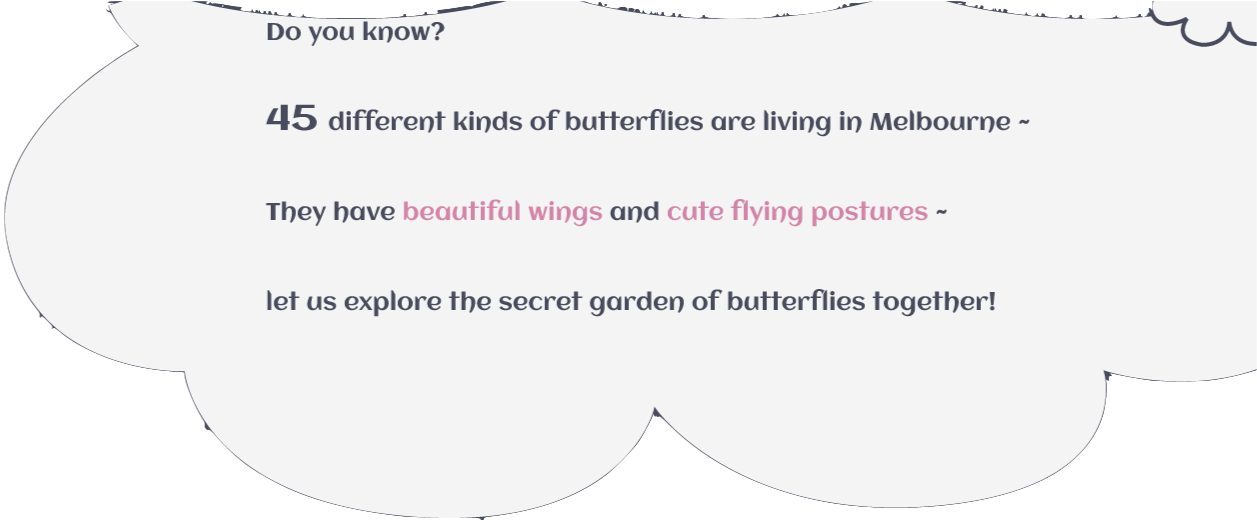 Do you know?
45 different kinds of butterflies are living in Melbourne ~
They have beautiful wings and cute flying postures ~
let us explore the secret garden of butterflies together!